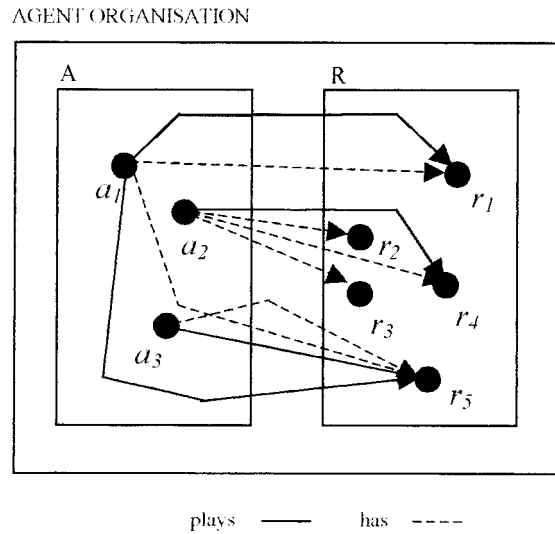 AGENT ORGANISATION
A R
a1
r1
a2 r2
r3 r4
a3
r5
plays has